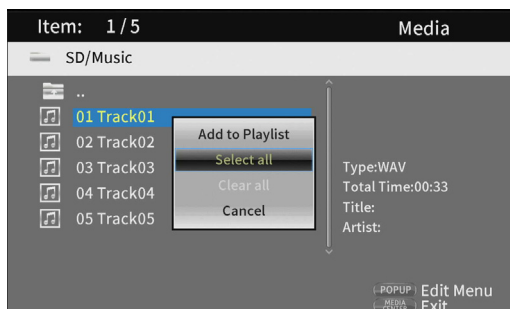 Item: 1/5 Media
SD/Music
..
01 Track01
02 Track02
03 Track03
04 Track04
05 Track05
Add to Playlist
Select all
Clear all
Cancel
Type:WAV
Total Time:00:33
Title:
Artist:
POPUP Edit Menu
MEDIA CENTER Exit